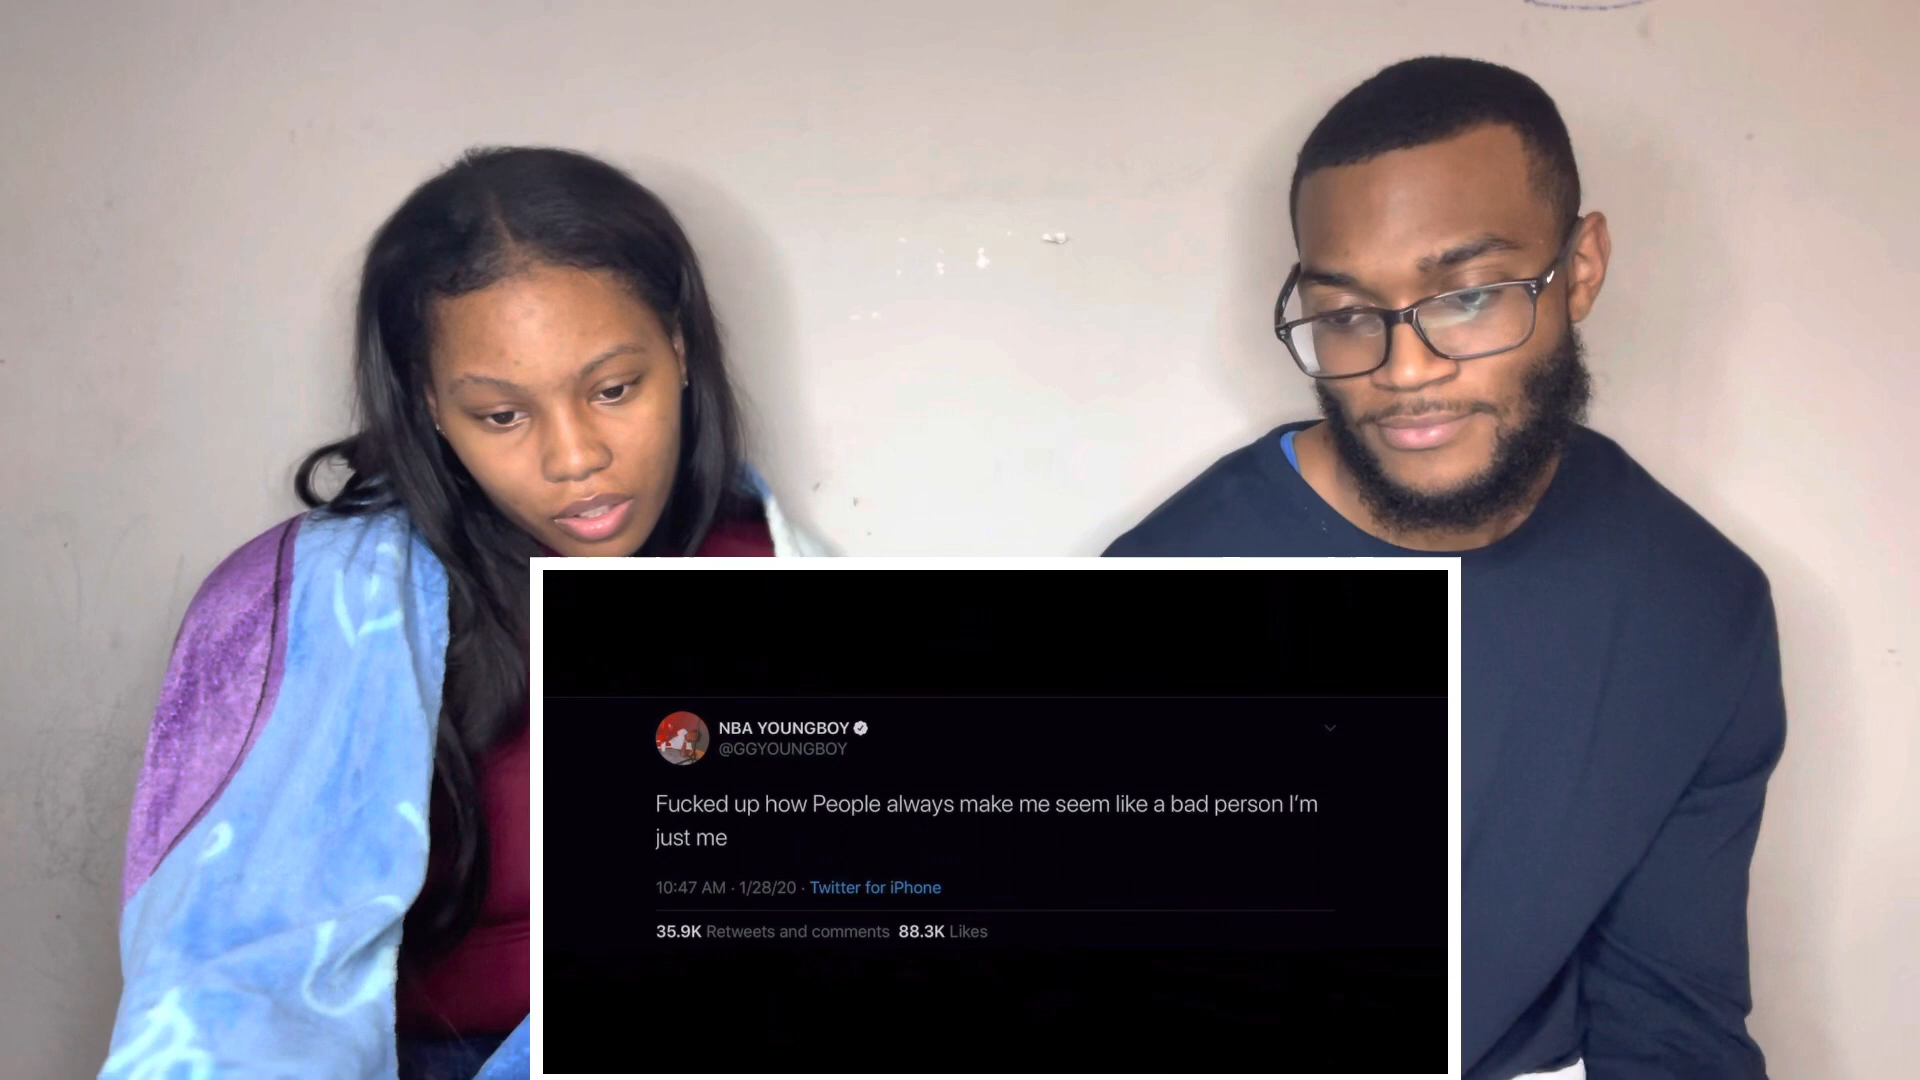 NBA YOUNGBOY
@GGYOUNGBOY
Fucked up how People always make me seem like a bad person I’m
just me
10:47 AM · 1/28/20 · Twitter for iPhone
35.9K Retweets and comments 88.3K Likes